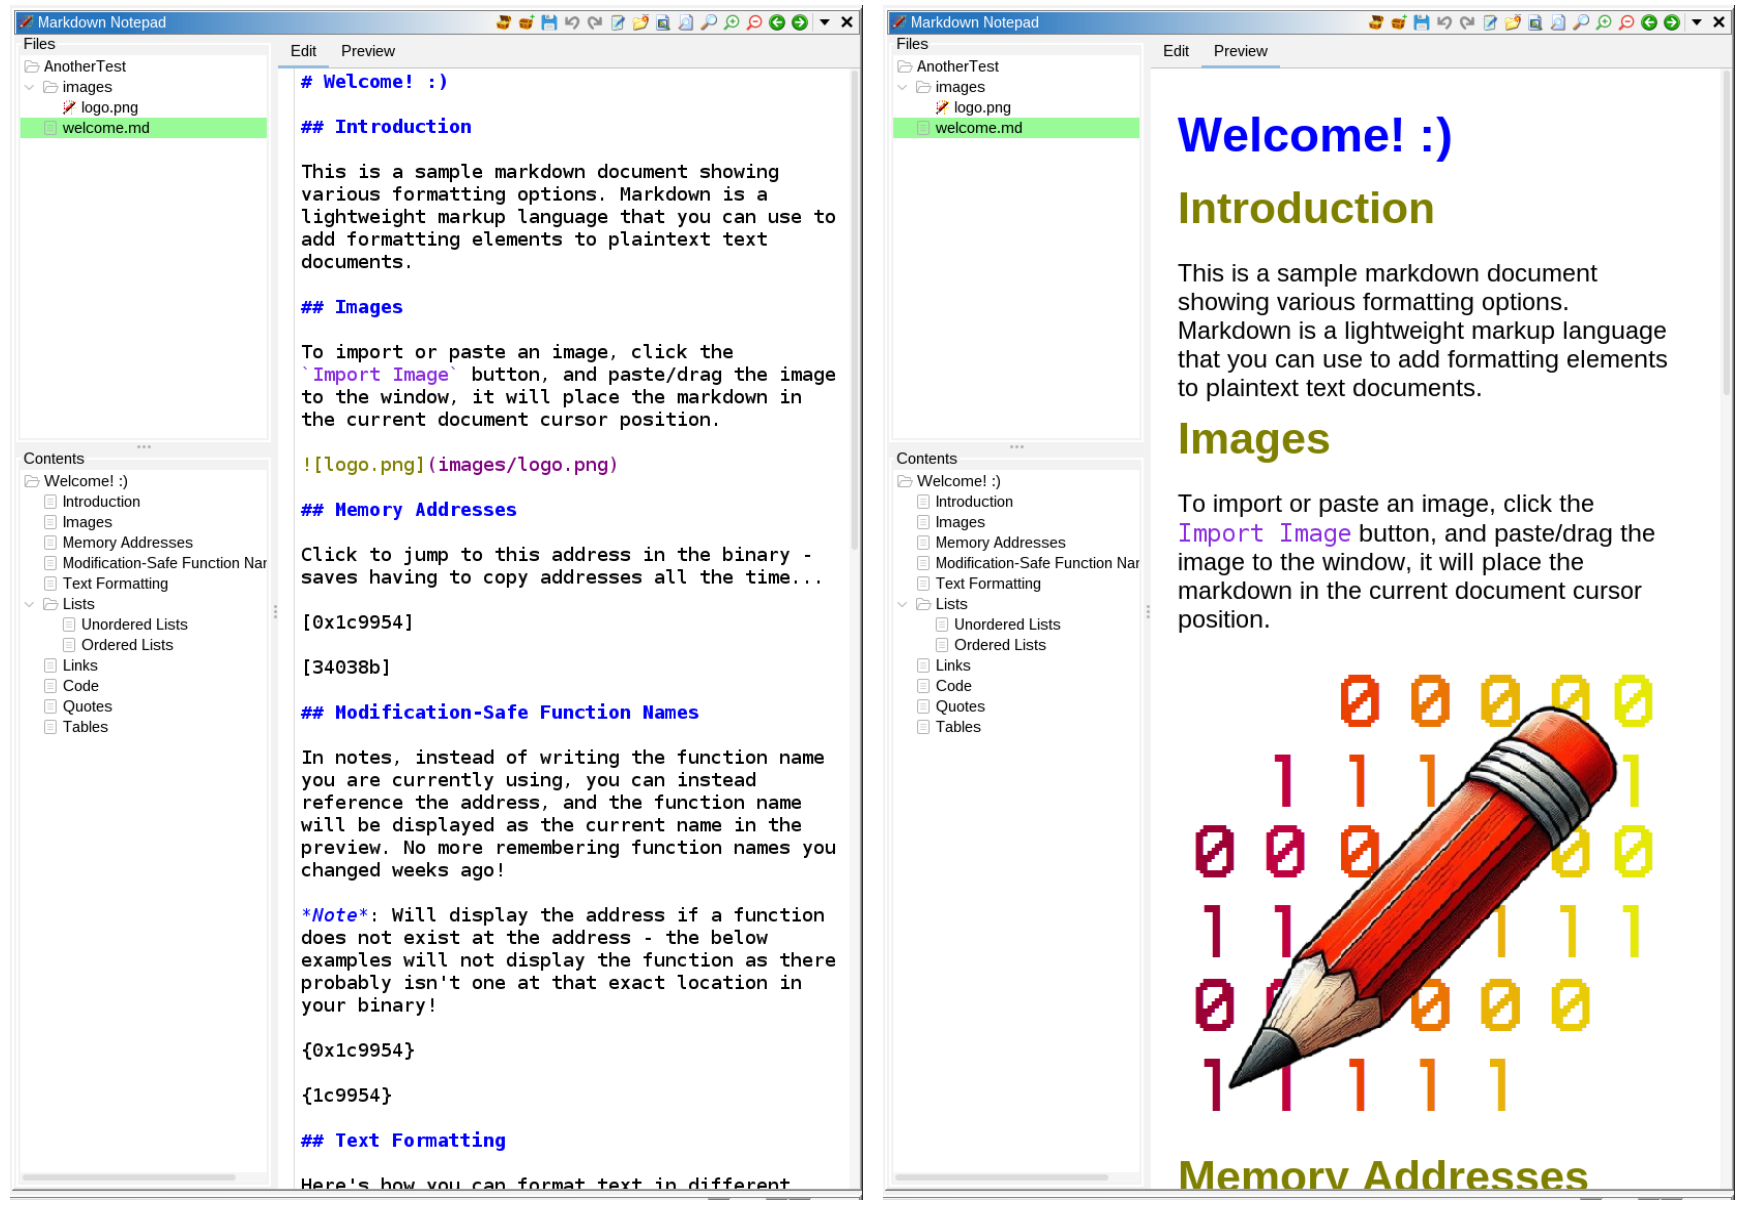 Markdown Notepad
Files
AnotherTest
images
logo.png
welcome.md
Contents
Welcome! :)
Introduction
Images
Memory Addresses
Modification-Safe Function Nar
Text Formatting
Lists
Unordered Lists
Ordered Lists
Links
Code
Quotes
Tables
Edit Preview
# Welcome! :)
## Introduction
This is a sample markdown document showing
various formatting options. Markdown is a
lightweight markup language that you can use to
add formatting elements to plaintext text
documents.
## Images
To import or paste an image, click the
`Import Image` button, and paste/drag the image
to the window, it will place the markdown in
the current document cursor position.
![logo.png](images/logo.png)
## Memory Addresses
Click to jump to this address in the binary -
saves having to copy addresses all the time...
[0x1c9954]
[34038b]
## Modification-Safe Function Names
In notes, instead of writing the function name
you are currently using, you can instead
reference the address, and the function name
will be displayed as the current name in the
preview. No more remembering function names you
changed weeks ago!
*Note*: Will display the address if a function
does not exist at the address - the below
examples will not display the function as there
probably isn't one at that exact location in
your binary!
{0x1c9954}
{1c9954}
## Text Formatting
Here's how you can format text in different
Markdown Notepad
Files
AnotherTest
images
logo.png
welcome.md
Contents
Welcome! :)
Introduction
Images
Memory Addresses
Modification-Safe Function Nar
Text Formatting
Lists
Unordered Lists
Ordered Lists
Links
Code
Quotes
Tables
Edit Preview
Welcome! :)
Introduction
This is a sample markdown document
showing various formatting options.
Markdown is a lightweight markup language
that you can use to add formatting elements
to plaintext text documents.
Images
To import or paste an image, click the
Import Image button, and paste/drag the
image to the window, it will place the
markdown in the current document cursor
position.
0 0 0 0 0
1 1 1 1
0 0 0 0 0
1 1 1 1 1
0 0 0 0 0
1 1 1 1 1
Memory Addresses